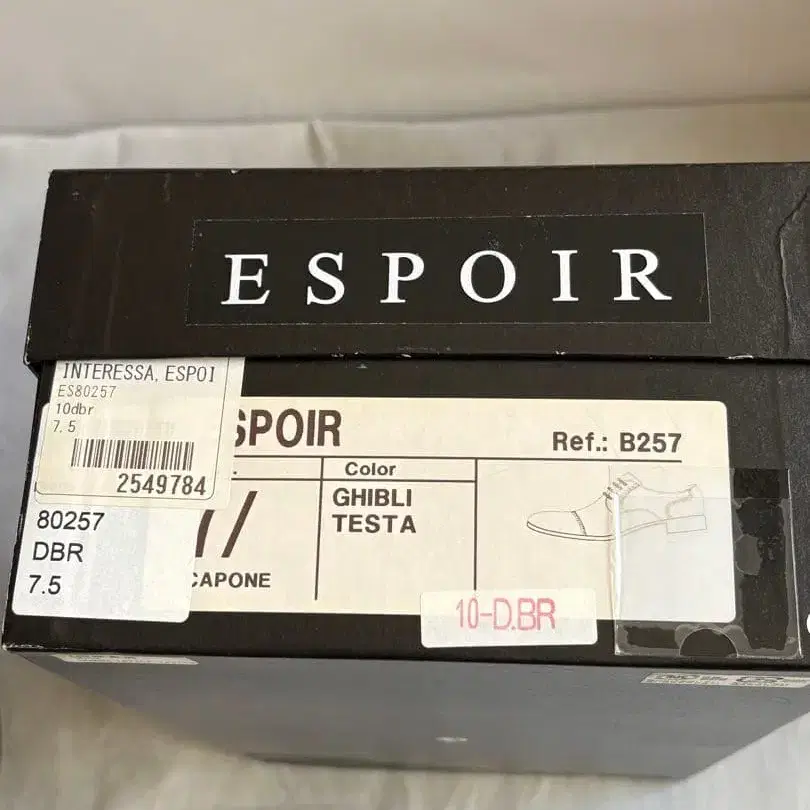 ESPOIR
INTERESSA, ESPOI
ES80257
10dbr
7.5
2549784
SPOIR
Ref.: B257
Color
GHIBLI
TESTA
CAPONE
80257
DBR
7.5
10-D.BR